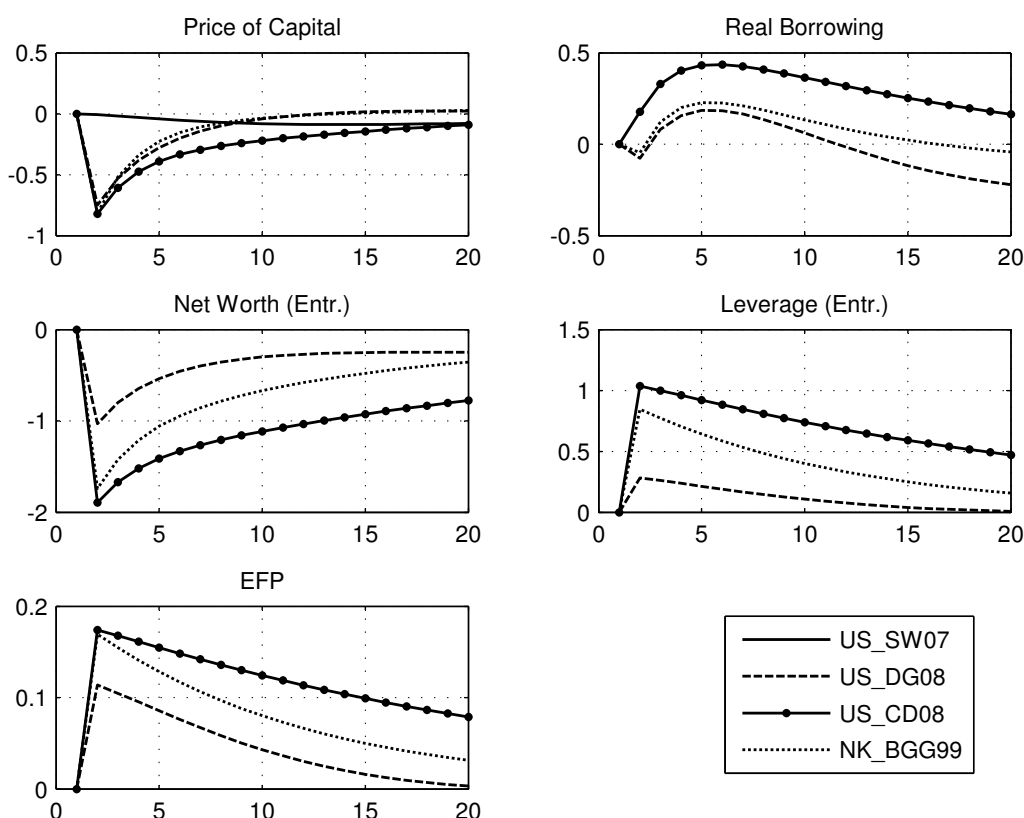 Price of Capital
0.5
0
-0.5
-1
0 5 10 15 20
Real Borrowing
0.5
0
-0.5
0 5 10 15 20
Net Worth (Entr.)
0
-1
-2
0 5 10 15 20
Leverage (Entr.)
1.5
1
0.5
0
0 5 10 15 20
EFP
0.2
0.1
0
0 5 10 15 20
US_SW07
US_DG08
US_CD08
NK_BGG99